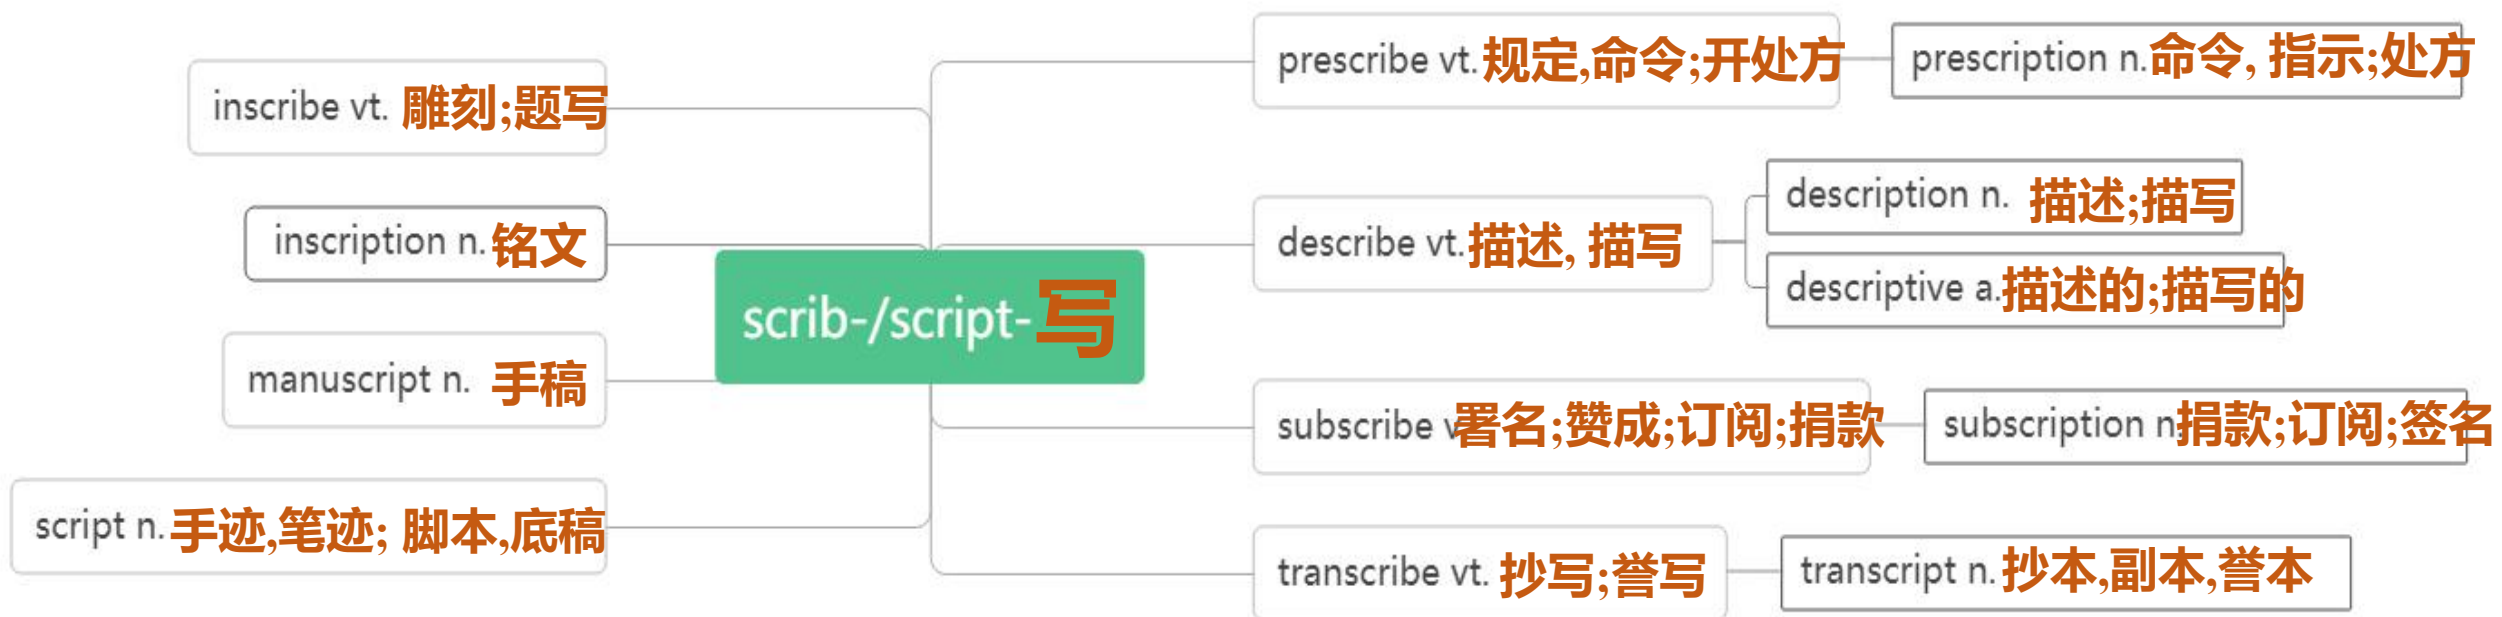 inscribe vt. 雕刻;题写
inscription n.铭文
manuscript n. 手稿
script n.手迹,笔迹; 脚本,底稿
scrib-/script-写
prescribe vt.规定,命令;开处方
prescription n.命令, 指示;处方
describe vt.描述, 描写
description n. 描述;描写
descriptive a.描述的;描写的
subscribe v署名;赞成;订阅;捐款
subscription n.捐款;订阅;签名
transcribe vt. 抄写;誊写
transcript n.抄本,副本,誊本